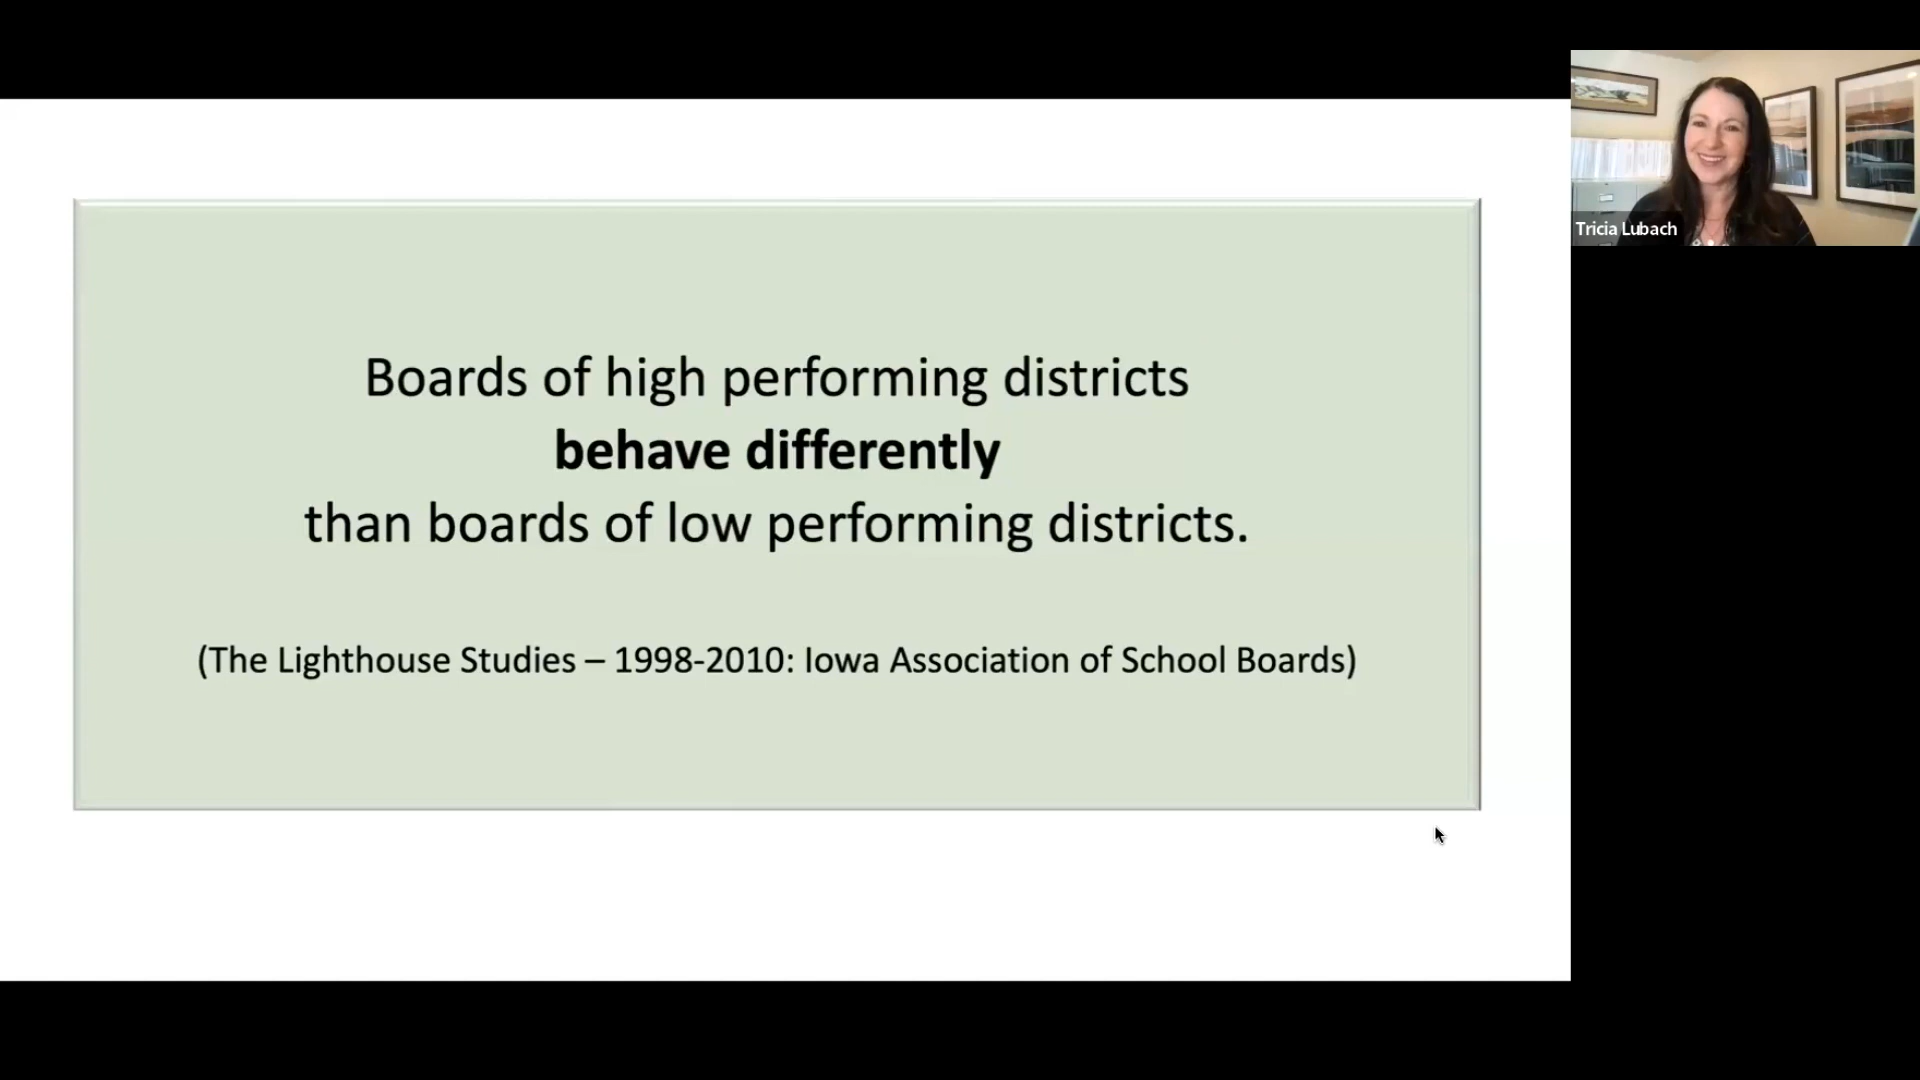 Boards of high performing districts
behave differently
than boards of low performing districts.
(The Lighthouse Studies – 1998-2010: Iowa Association of School Boards)
Tricia Lubach